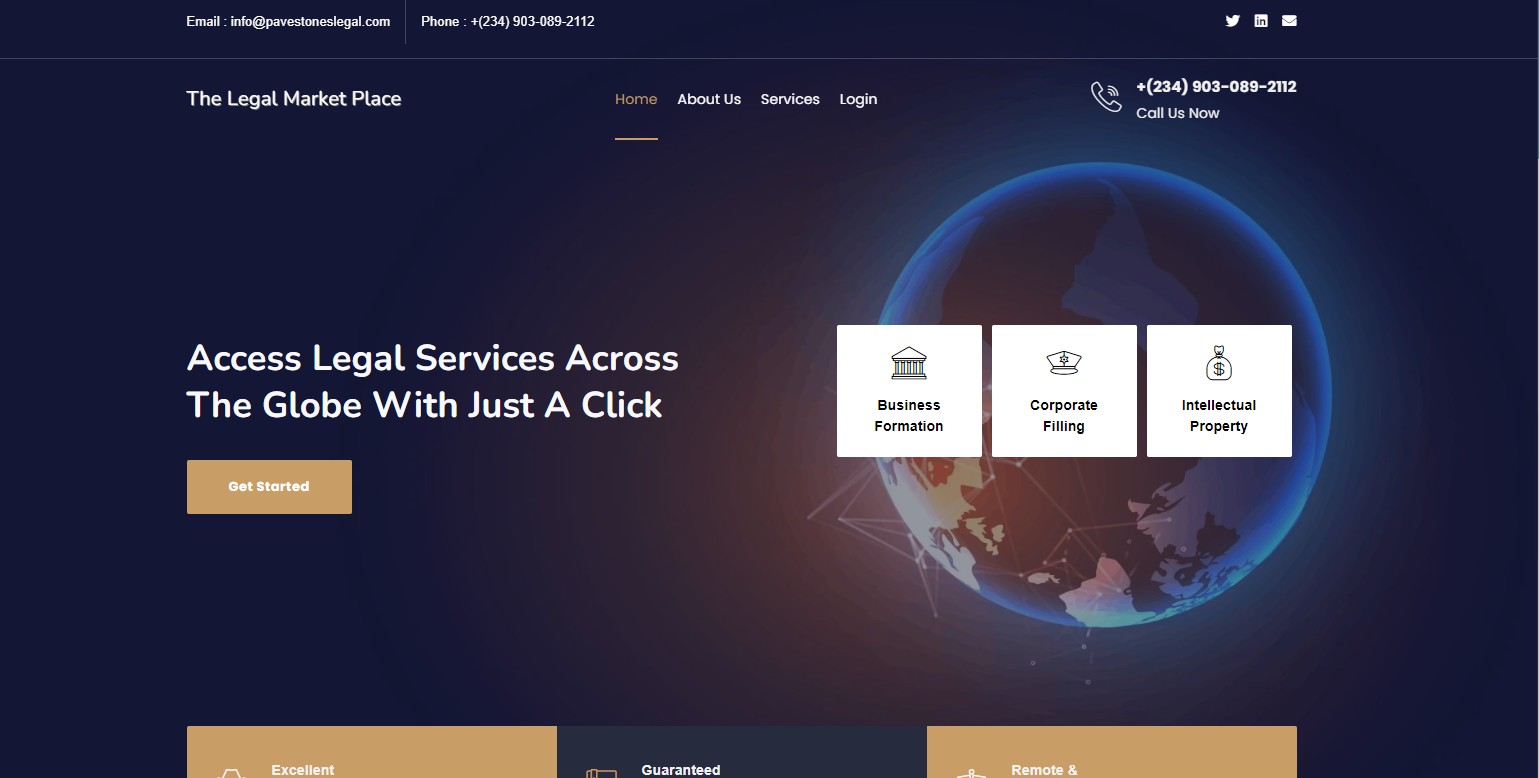 Email : info@pavestoneslegal.com
Phone : +(234) 903-089-2112
The Legal Market Place
Home
About Us
Services
Login
+(234) 903-089-2112
Call Us Now
Access Legal Services Across
The Globe With Just A Click
Get Started
Business
Formation
Corporate
Filling
Intellectual
Property
Excellent
Guaranteed
Remote &